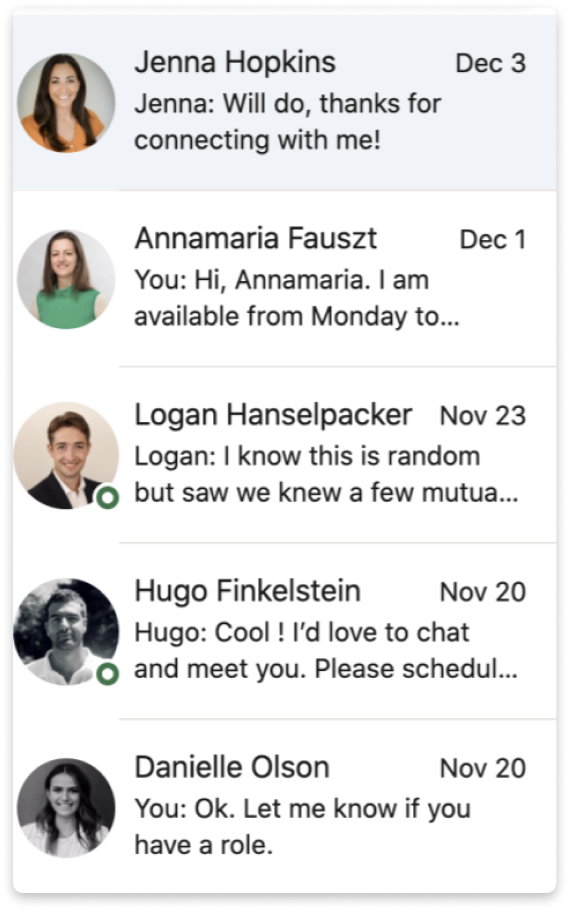 Jenna Hopkins Dec 3
Jenna: Will do, thanks for
connecting with me!
Annamaria Fauszt Dec 1
You: Hi, Annamaria. I am
available from Monday to...
Logan Hanselpacker Nov 23
Logan: I know this is random
but saw we knew a few mutua...
Hugo Finkelstein Nov 20
Hugo: Cool ! I’d love to chat
and meet you. Please schedul...
Danielle Olson Nov 20
You: Ok. Let me know if you
have a role.